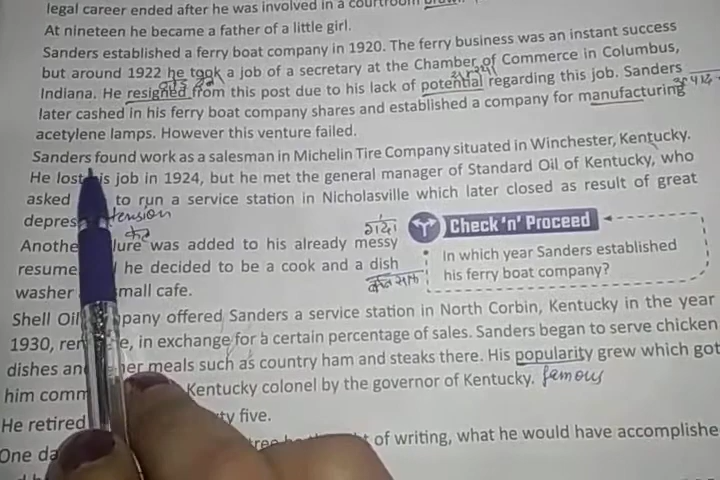 legal career ended after he was involved in a courtroom
At nineteen he became a father of a little girl.
Sanders established a ferry boat company in 1920. The ferry business was an instant success
but around 1922 he took a job of a secretary at the Chamber of Commerce in Columbus,
Indiana. He resigned from this post due to his lack of potential regarding this job. Sanders
later cashed in his ferry boat company shares and established a company for manufacturing
acetylene lamps. However this venture failed.
Sanders found work as a salesman in Michelin Tire Company situated in Winchester, Kentucky.
He lost his job in 1924, but he met the general manager of Standard Oil of Kentucky, who
asked to run a service station in Nicholasville which later closed as result of great
depres tension
Anothe lure was added to his already messy
resume he decided to be a cook and a dish
washer small cafe.
Check 'n' Proceed
• In which year Sanders established
his ferry boat company?
Shell Oil pany offered Sanders a service station in North Corbin, Kentucky in the year
1930, ren e, in exchange for a certain percentage of sales. Sanders began to serve chicken
dishes an her meals such as country ham and steaks there. His popularity grew which got
him comm Kentucky colonel by the governor of Kentucky. famous
He retired ty five.
One da tree of writing, what he would have accomplishe